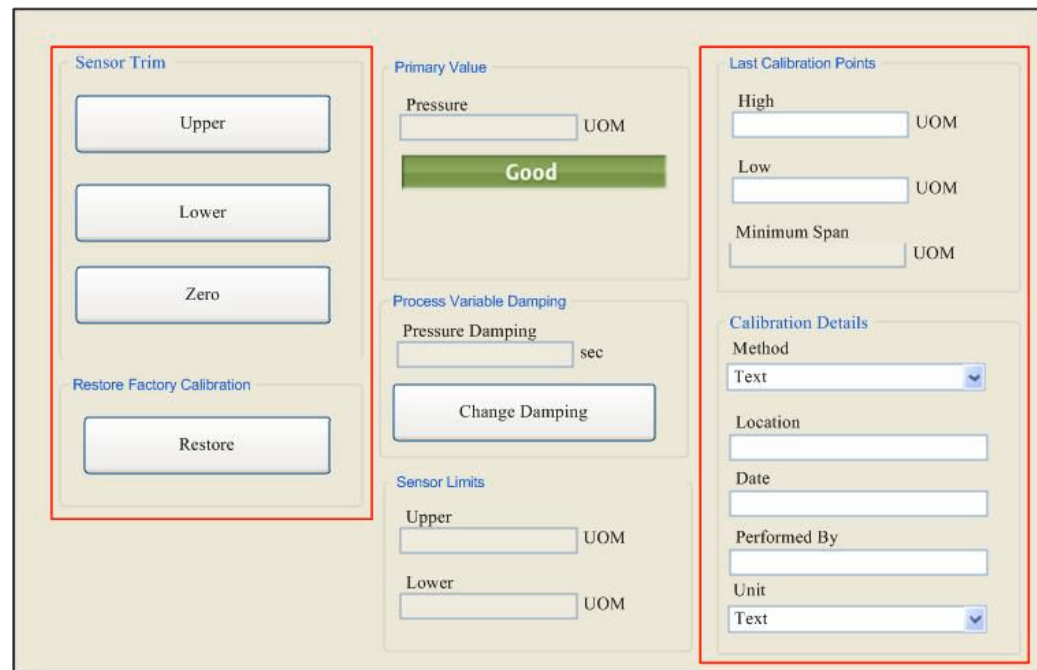 Sensor Trim
Upper
Lower
Zero
Restore Factory Calibration
Restore
Primary Value
Pressure
UOM
Good
Process Variable Damping
Pressure Damping
sec
Change Damping
Sensor Limits
Upper
UOM
Lower
UOM
Last Calibration Points
High
UOM
Low
UOM
Minimum Span
UOM
Calibration Details
Method
Text
Location
Date
Performed By
Unit
Text